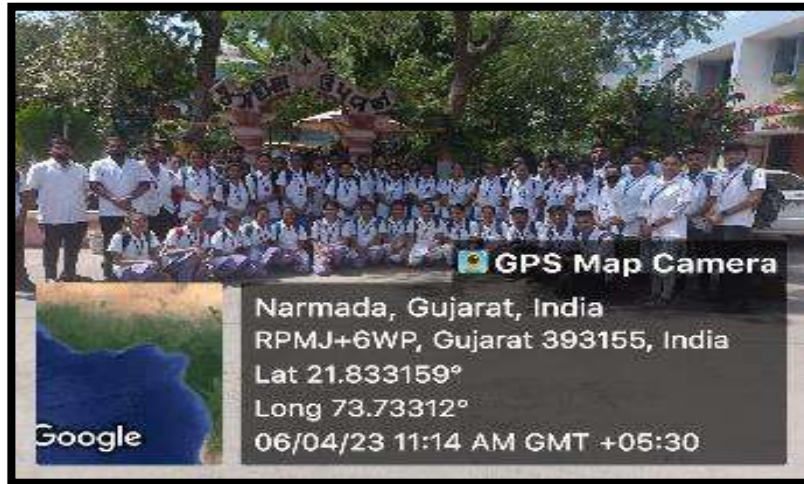 GPS Map Camera
Narmada, Gujarat, India
RPMJ+6WP, Gujarat 393155, India
Lat 21.833159°
Long 73.73312°
06/04/23 11:14 AM GMT +05:30
Google